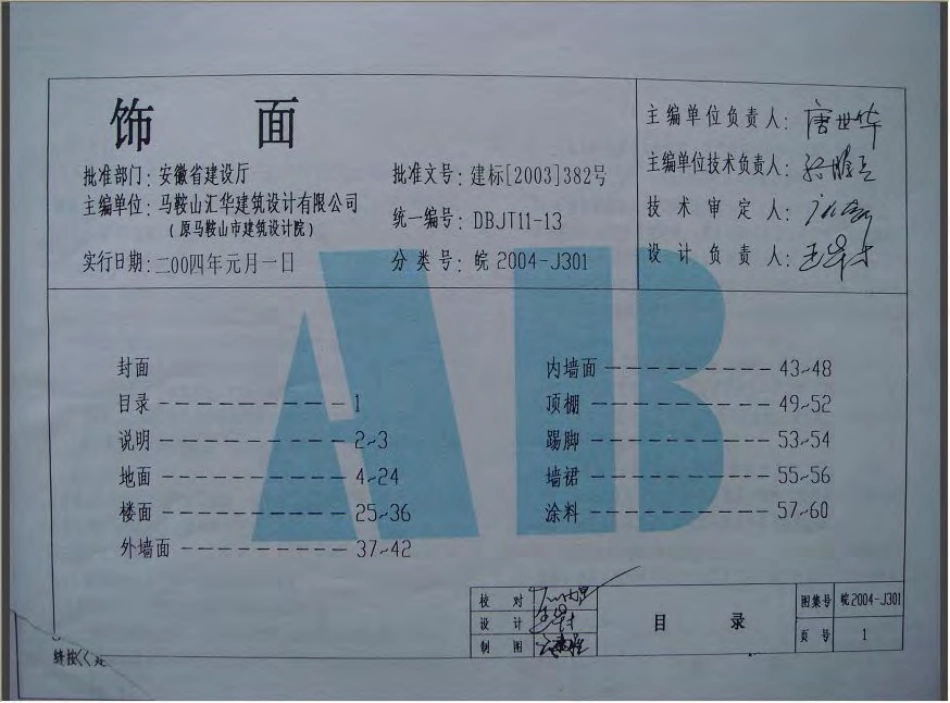 饰 面
批准部门：安徽省建设厅
主编单位：马鞍山汇华建筑设计有限公司
（原马鞍山市建筑设计院）
实行日期：二00四年元月一日
批准文号：建标[2003]382号
统一编号：DBJT11-13
分类号：皖 2004-J301
主编单位负责人：唐世华
主编单位技术负责人：
技术审定人：
设计负责人：
AB
封面
目录 ---------- 1
说明 ---------- 2~3
地面 ---------- 4~24
楼面 ---------- 25~36
外墙面 ---------- 37~42
内墙面 ---------- 43~48
顶棚 ---------- 49~52
踢脚 ---------- 53~54
墙裙 ---------- 55~56
涂料 ---------- 57~60
校 对
设 计
制 图
目 录
图集号 皖2004-J301
页 号 1